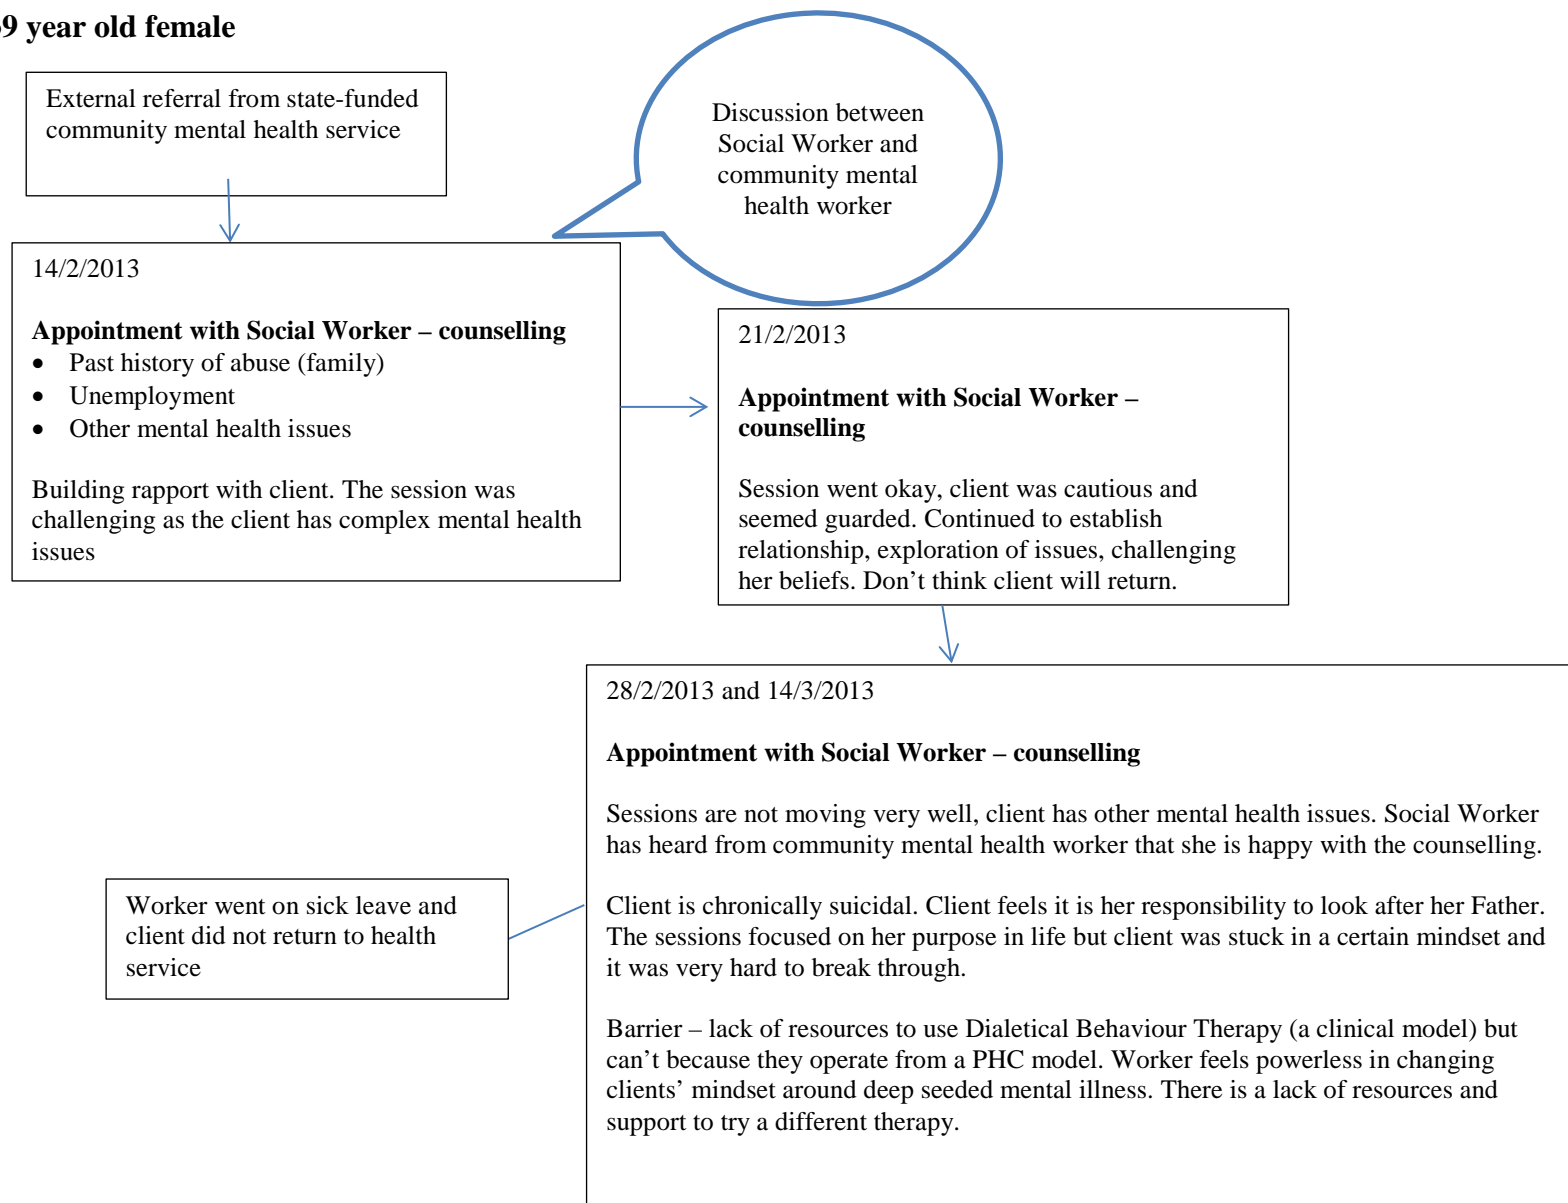 9 year old female
External referral from state-funded
community mental health service
Discussion between
Social Worker and
community mental
health worker
14/2/2013
Appointment with Social Worker – counselling
• Past history of abuse (family)
• Unemployment
• Other mental health issues
Building rapport with client. The session was
challenging as the client has complex mental health
issues
21/2/2013
Appointment with Social Worker –
counselling
Session went okay, client was cautious and
seemed guarded. Continued to establish
relationship, exploration of issues, challenging
her beliefs. Don’t think client will return.
28/2/2013 and 14/3/2013
Appointment with Social Worker – counselling
Sessions are not moving very well, client has other mental health issues. Social Worker
has heard from community mental health worker that she is happy with the counselling.
Client is chronically suicidal. Client feels it is her responsibility to look after her Father.
The sessions focused on her purpose in life but client was stuck in a certain mindset and
it was very hard to break through.
Barrier – lack of resources to use Dialetical Behaviour Therapy (a clinical model) but
can’t because they operate from a PHC model. Worker feels powerless in changing
clients’ mindset around deep seeded mental illness. There is a lack of resources and
support to try a different therapy.
Worker went on sick leave and
client did not return to health
service